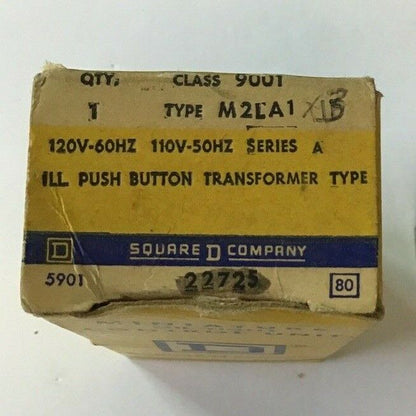 QTY. CLASS 9001
1 TYPE M2LA1
120V-60HZ 110V-50HZ SERIES A
ILL PUSH BUTTON TRANSFORMER TYPE
D SQUARE D COMPANY
5901 22725 80